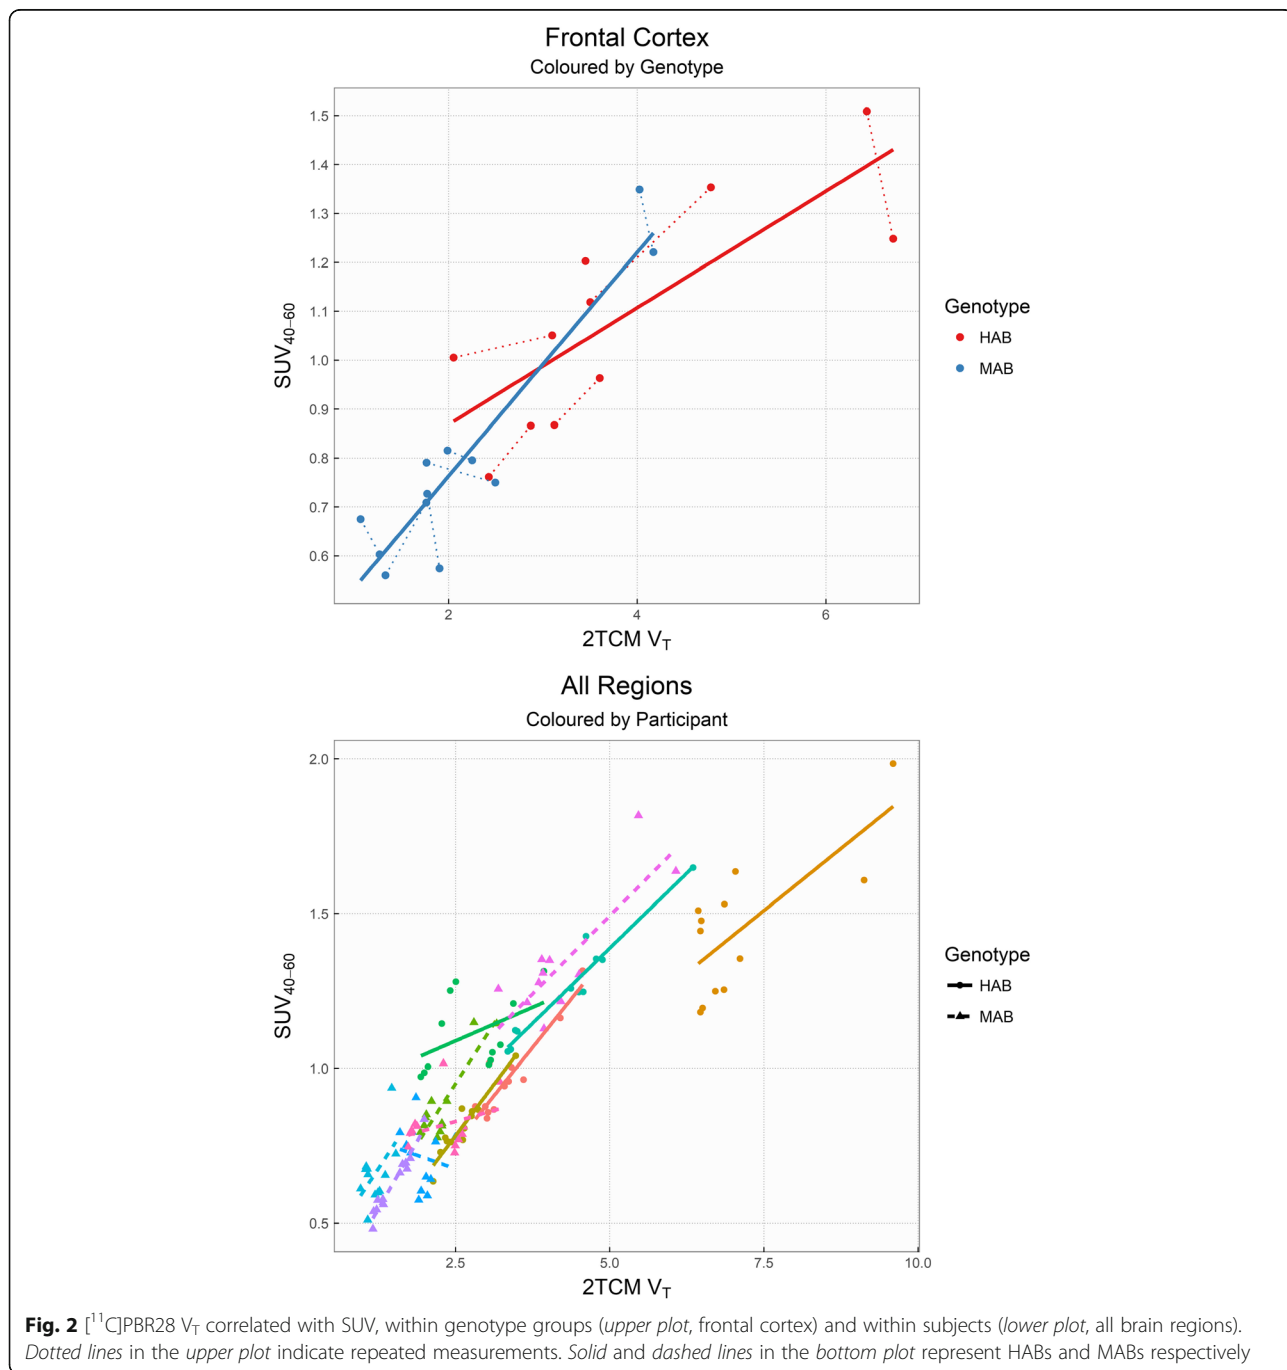 Frontal Cortex
Coloured by Genotype
1.5
1.4
1.3
1.2
1.1
1.0
0.9
0.8
0.7
0.6
SUV40–60
2 4 6
2TCM VT
Genotype
HAB
MAB
All Regions
Coloured by Participant
2.0
1.5
1.0
0.5
SUV40–60
2.5 5.0 7.5 10.0
2TCM VT
Genotype
HAB
MAB
Fig. 2 [11C]PBR28 VT correlated with SUV, within genotype groups (upper plot, frontal cortex) and within subjects (lower plot, all brain regions).
Dotted lines in the upper plot indicate repeated measurements. Solid and dashed lines in the bottom plot represent HABs and MABs respectively